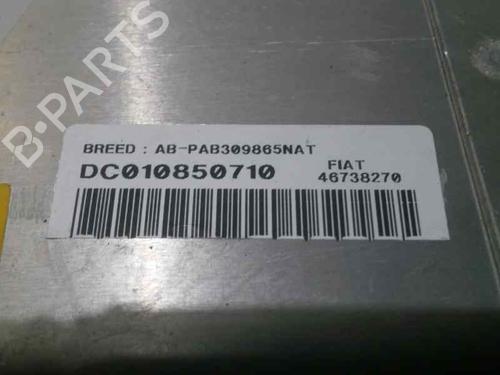 BREED : AB-PAB309865NAT
DC010850710
FIAT
46738270
B-PARTS